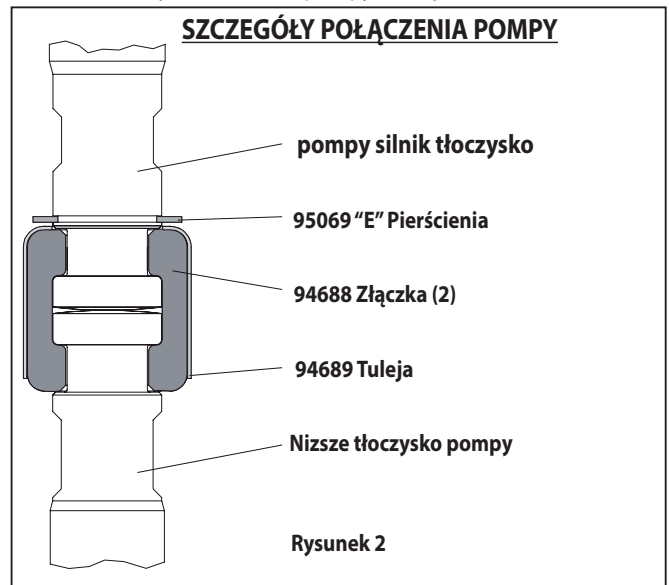 SZCZEGÓŁY POŁĄCZENIA POMPY
pompy silnik tłoczysko
95069 “E” Pierścienia
94688 Złączka (2)
94689 Tuleja
Nizsze tłoczysko pompy
Rysunek 2